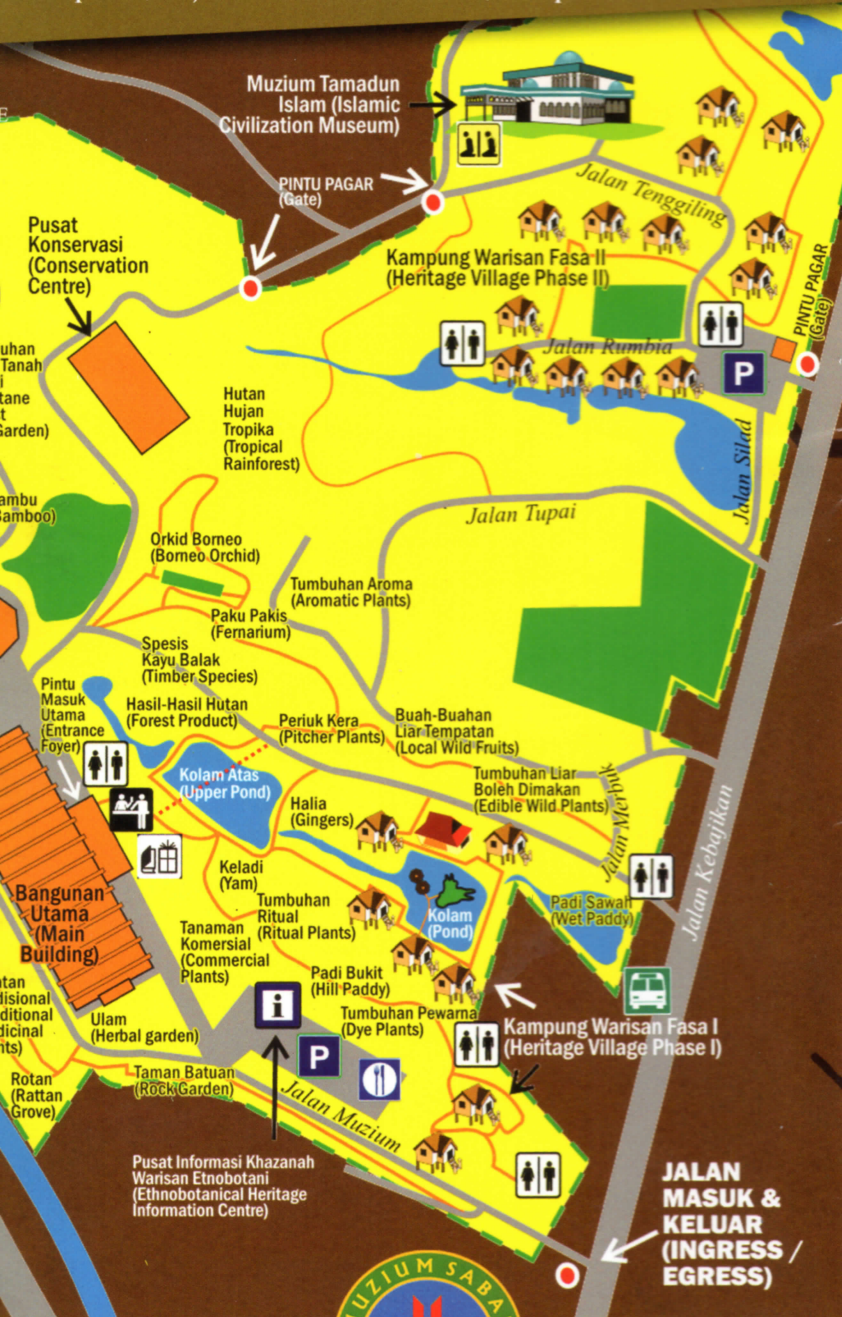 Muzium Tamadun
Islam (Islamic
Civilization Museum)
Jalan Tenggiling
PINTU PAGAR
(Gate)
Pusat
Konservasi
(Conservation
Centre)
Kampung Warisan Fasa II
(Heritage Village Phase II)
PINTU PAGAR
(Gate)
Jalan Rumbia
P
Hutan
Hujan
Tropika
(Tropical
Rainforest)
Jalan Silad
Jalan Tupai
Orkid Borneo
(Borneo Orchid)
Tumbuhan Aroma
(Aromatic Plants)
Paku Pakis
(Fernarium)
Spesis
Kayu Balak
(Timber Species)
Pintu
Masuk
Utama
(Entrance
Foyer)
Hasil-Hasil Hutan
(Forest Product)
Periuk Kera
(Pitcher Plants)
Buah-Buahan
Liar Tempatan
(Local Wild Fruits)
Kolam Atas
(Upper Pond)
Tumbuhan Liar
Boleh Dimakan
(Edible Wild Plants)
Jalan Merbuk
Jalan Kebajikan
Halia
(Gingers)
Keladi
(Yam)
Bangunan
Utama
(Main
Building)
Tumbuhan
Ritual
(Ritual Plants)
Kolam
(Pond)
Padi Sawah
(Wet Paddy)
Tanaman
Komersial
(Commercial
Plants)
Padi Bukit
(Hill Paddy)
i
Tumbuhan Pewarna
(Dye Plants)
Kampung Warisan Fasa I
(Heritage Village Phase I)
Ulam
(Herbal garden)
P
Rotan
(Rattan
Grove)
Taman Batuan
(Rock Garden)
Jalan Muzium
Pusat Informasi Khazanah
Warisan Etnobotani
(Ethnobotanical Heritage
Information Centre)
JALAN
MASUK &
KELUAR
(INGRESS /
EGRESS)
MUZIUM SABA